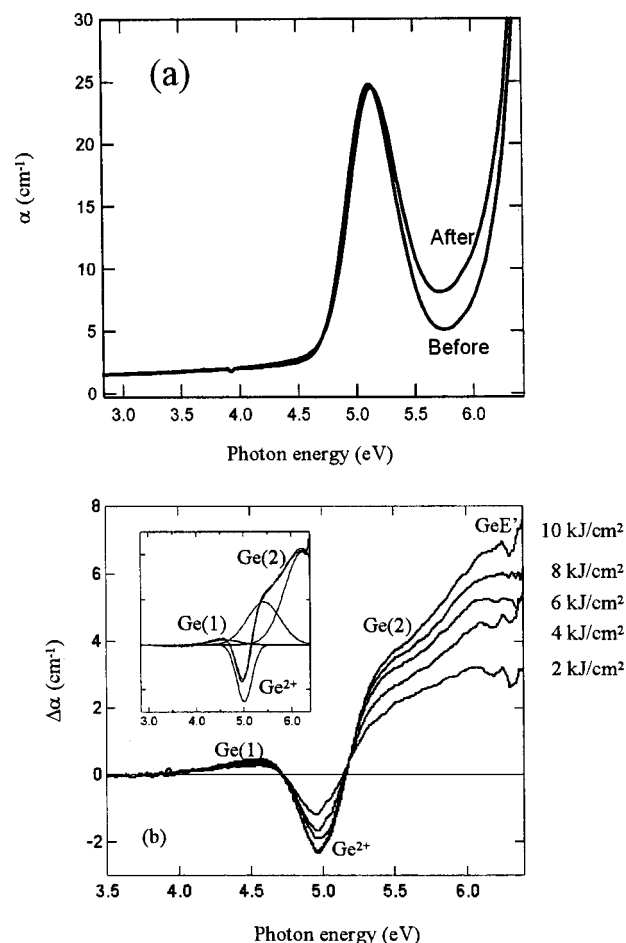 30
(a)
25
20
15
10
5
0
α (cm-1)
After
Before
3.0 3.5 4.0 4.5 5.0 5.5 6.0
Photon energy (eV)
8
6
4
2
0
-2
Δα (cm-1)
Ge(2)
Ge(1)
Ge2+
3.0 4.0 5.0 6.0
GeE'
10 kJ/cm²
8 kJ/cm²
6 kJ/cm²
4 kJ/cm²
2 kJ/cm²
Ge(2)
Ge(1)
Ge2+
(b)
3.5 4.0 4.5 5.0 5.5 6.0
Photon energy (eV)